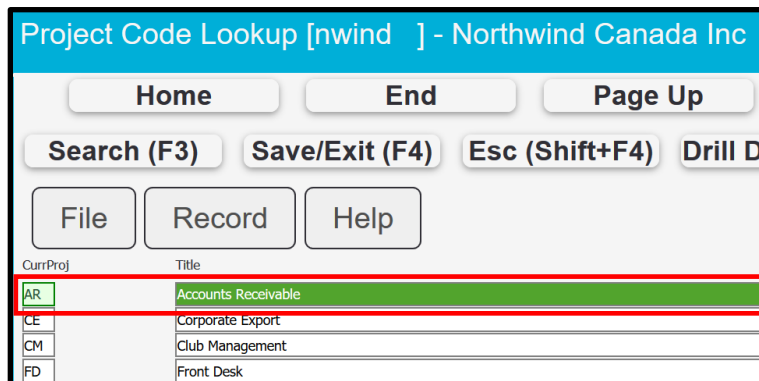 Project Code Lookup [nwind   ] - Northwind Canada Inc
Home End Page Up
Search (F3) Save/Exit (F4) Esc (Shift+F4) Drill D
File Record Help
CurrProj Title
AR Accounts Receivable
CE Corporate Export
CM Club Management
FD Front Desk